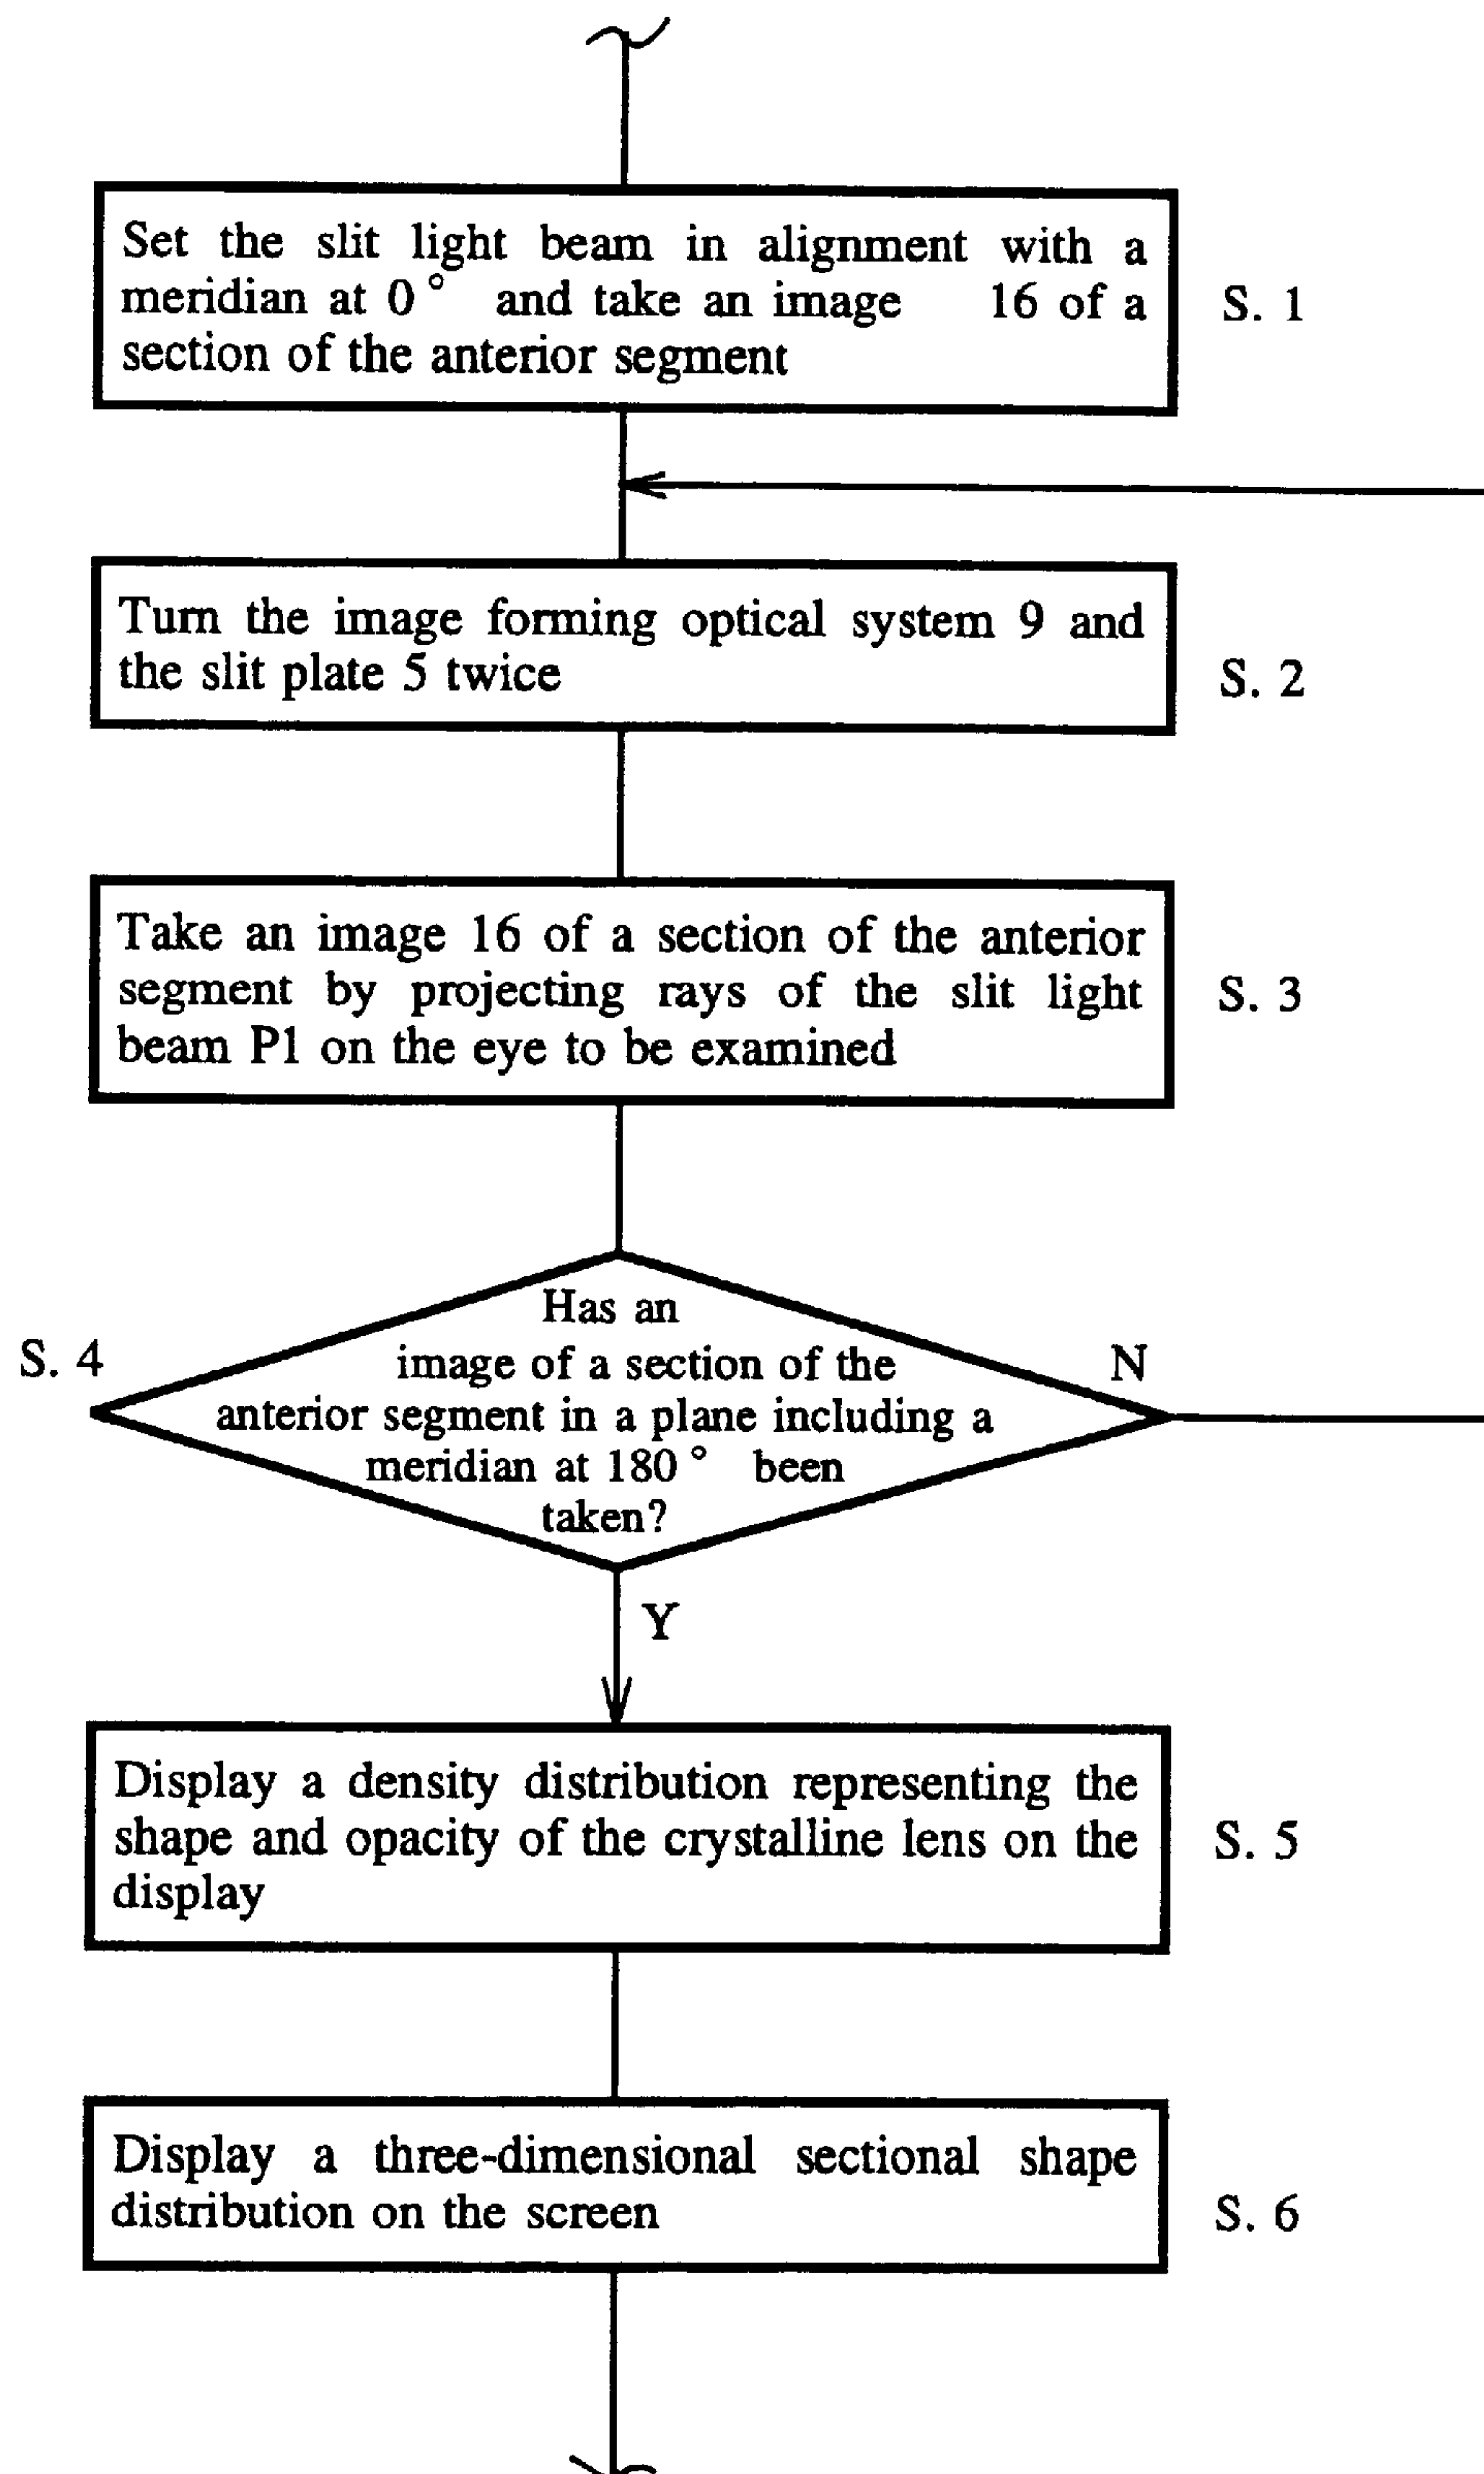 Set the slit light beam in alignment with a
meridian at 0° and take an image 16 of a
section of the anterior segment
S. 1
Turn the image forming optical system 9 and
the slit plate 5 twice
S. 2
Take an image 16 of a section of the anterior
segment by projecting rays of the slit light
beam P1 on the eye to be examined
S. 3
S. 4
Has an
image of a section of the
anterior segment in a plane including a
meridian at 180° been
taken?
N
Y
Display a density distribution representing the
shape and opacity of the crystalline lens on the
display
S. 5
Display a three-dimensional sectional shape
distribution on the screen
S. 6